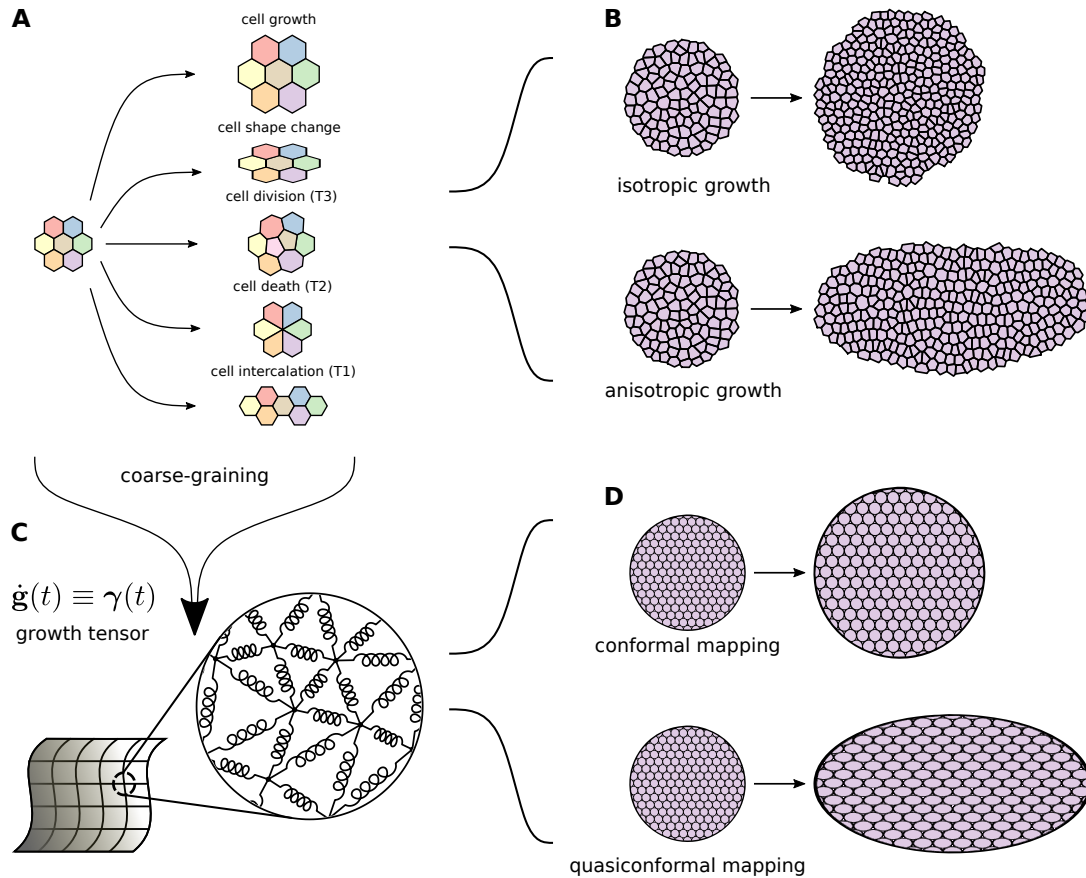 A
cell growth
cell shape change
cell division (T3)
cell death (T2)
cell intercalation (T1)
coarse-graining
B
isotropic growth
anisotropic growth
C
ġ(t) ≡ γ(t)
growth tensor
D
conformal mapping
quasiconformal mapping